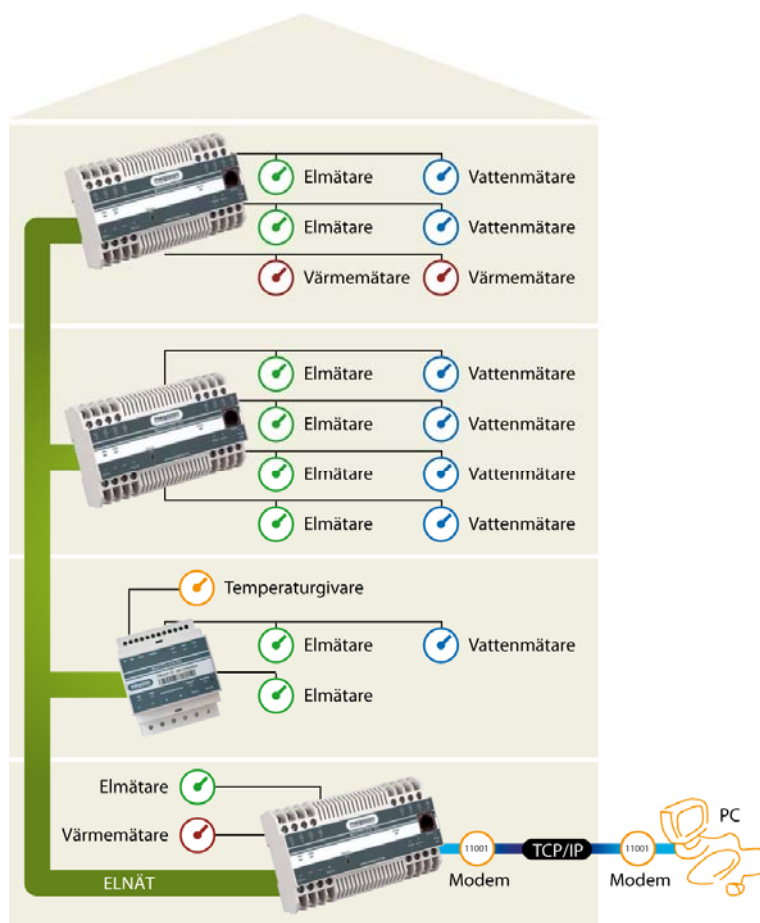 Elmätare Vattenmätare
Elmätare Vattenmätare
Värmemätare Värmemätare
Elmätare Vattenmätare
Elmätare Vattenmätare
Elmätare Vattenmätare
Elmätare Vattenmätare
Temperaturgivare
Elmätare Vattenmätare
Elmätare
Elmätare
Värmemätare
ELNÄT
11001
TCP/IP
11001
PC
Modem
Modem